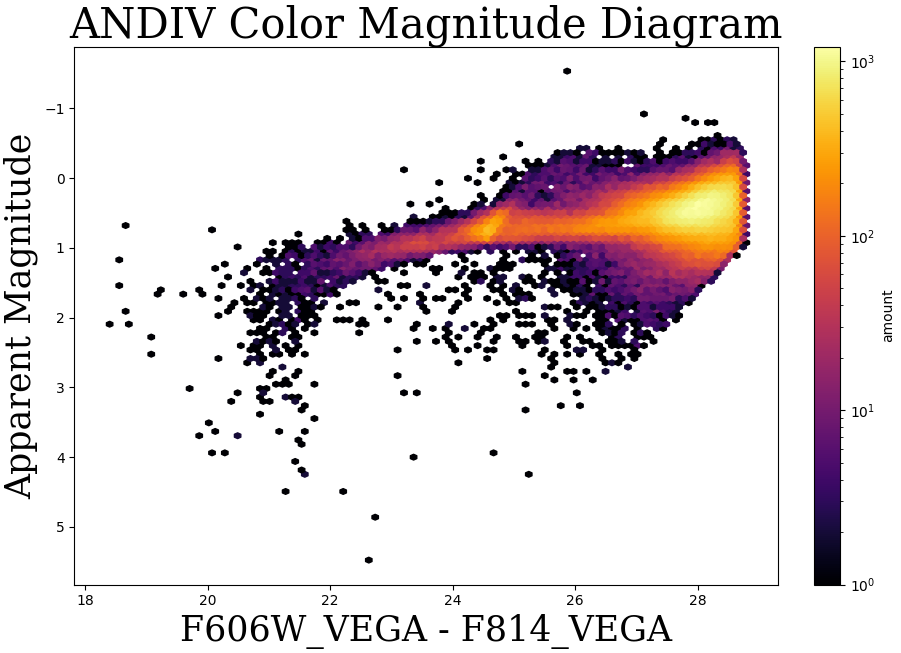 ANDIV Color Magnitude Diagram
Apparent Magnitude
−1
0
1
2
3
4
5
18 20 22 24 26 28
F606W_VEGA - F814_VEGA
10³
10²
10¹
10⁰
amount